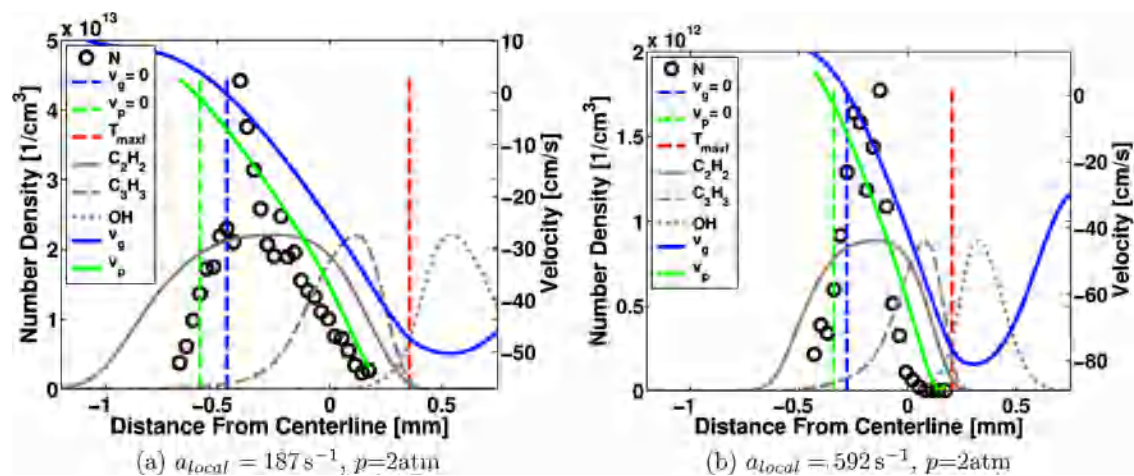 x 10^13
5
4
3
2
1
0
Number Density [1/cm^3]
N
v_g = 0
v_p = 0
T_maxf
C_2H_2
C_3H_3
OH
v_g
v_p
10
0
−10
−20
−30
−40
−50
Velocity [cm/s]
−1 −0.5 0 0.5
Distance From Centerline [mm]
(a) a_local = 187 s^−1, p=2atm
x 10^12
2
1.5
1
0.5
0
Number Density [1/cm^3]
N
v_g = 0
v_p = 0
T_maxf
C_2H_2
C_3H_3
OH
v_g
v_p
0
−20
−40
−60
−80
Velocity [cm/s]
−1 −0.5 0 0.5
Distance From Centerline [mm]
(b) a_local = 592 s^−1, p=2atm